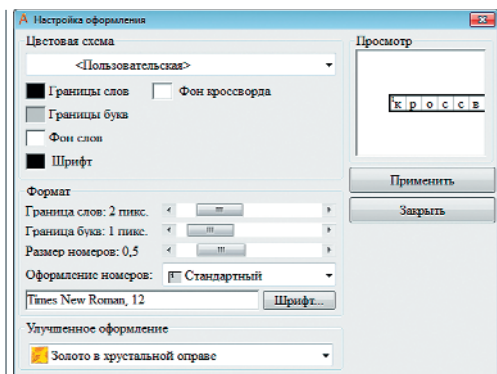 Настройка оформления
Цветовая схема
<Пользовательская>
Границы слов
Фон кроссворда
Границы букв
Фон слов
Шрифт
Формат
Граница слов: 2 пикс.
Граница букв: 1 пикс.
Размер номеров: 0,5
Оформление номеров:
Стандартный
Times New Roman, 12
Шрифт...
Улучшенное оформление
Золото в хрустальной оправе
Просмотр
к р о с с в
Применить
Закрыть